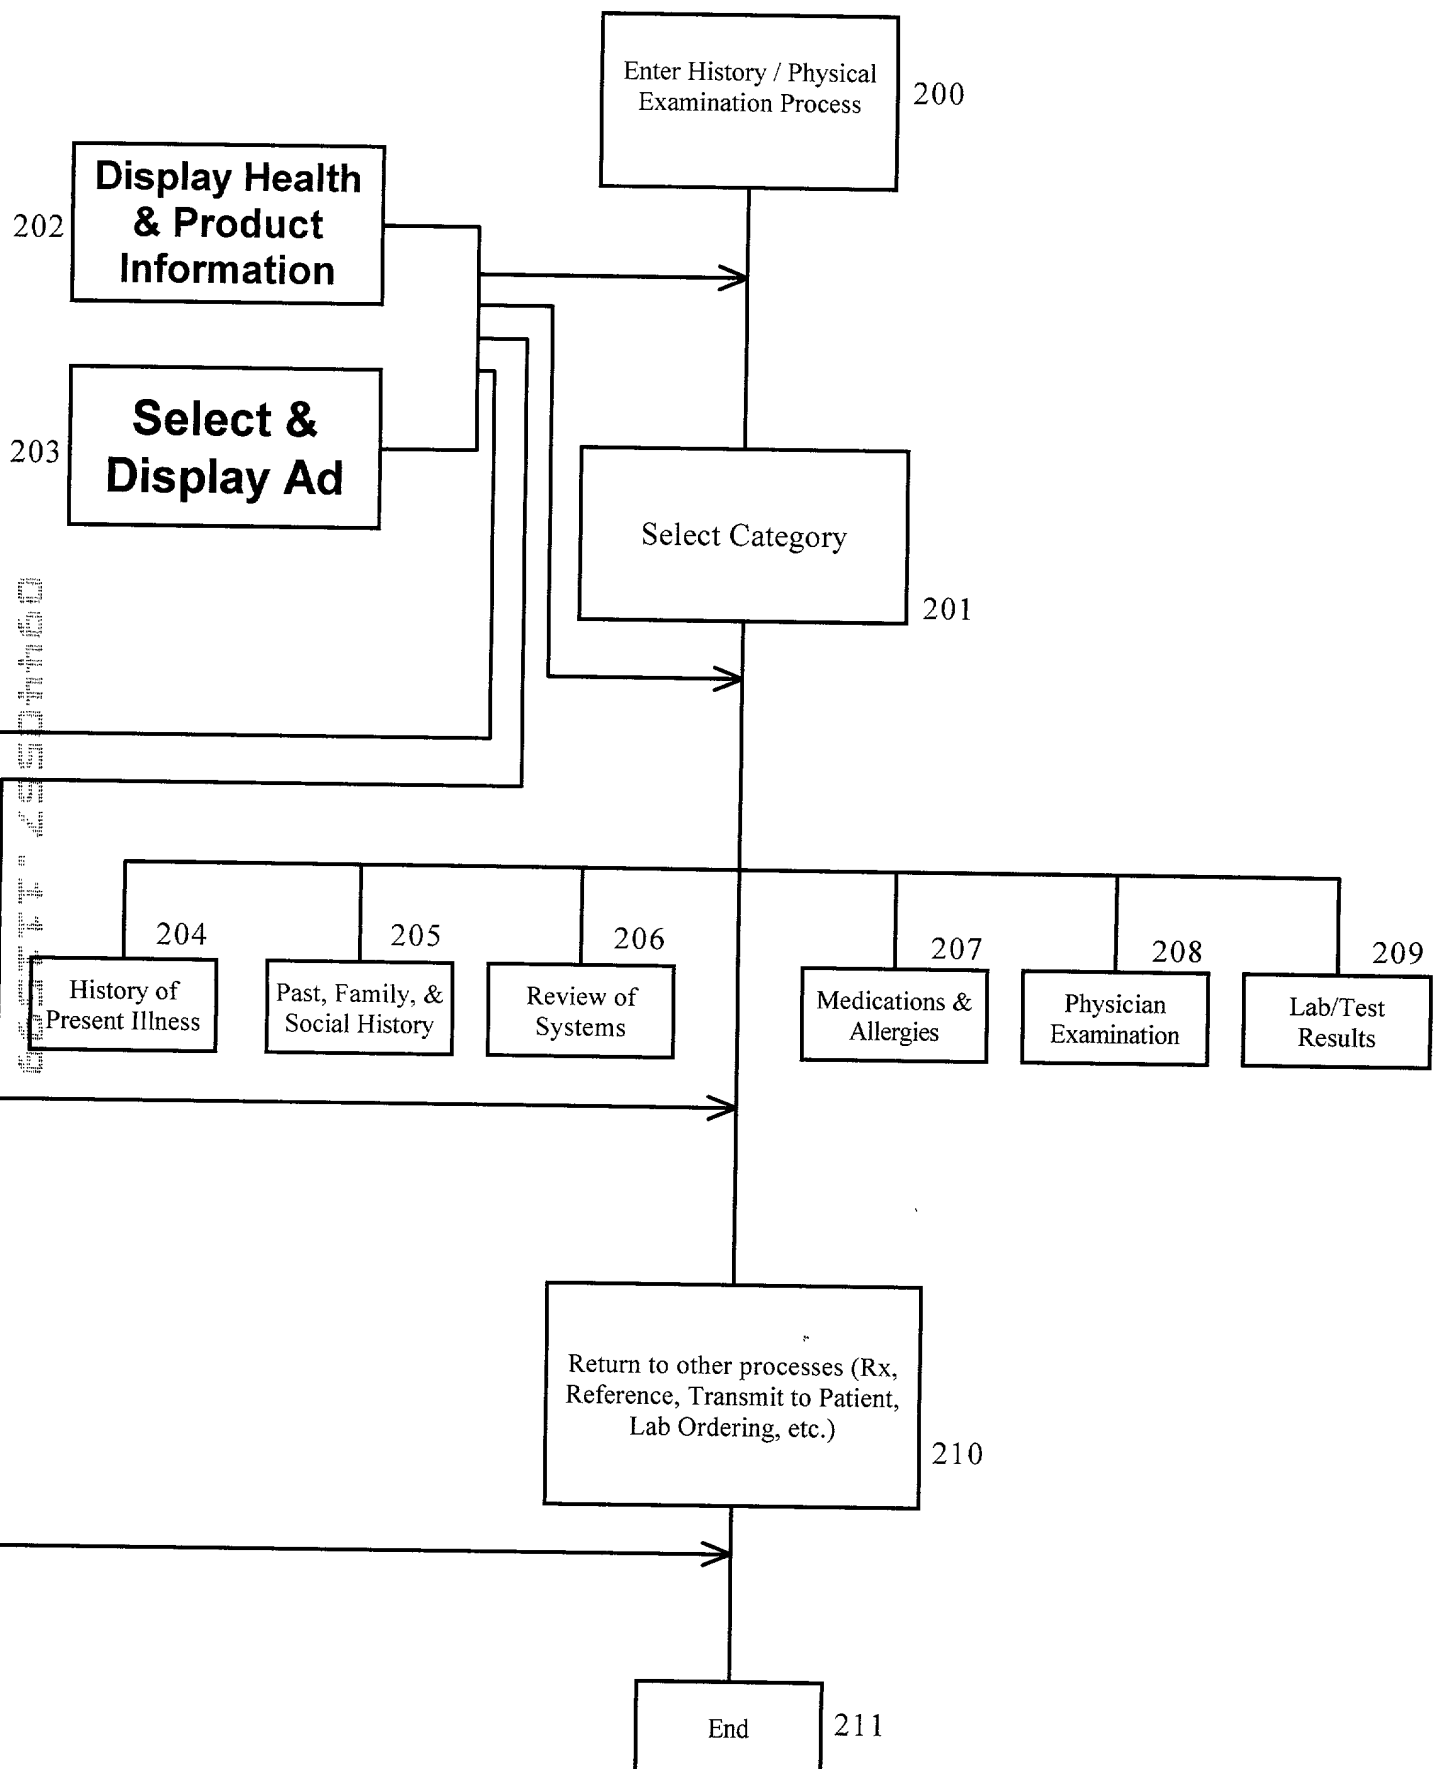 Enter History / Physical
Examination Process
200
Display Health
& Product
Information
202
Select &
Display Ad
203
Select Category
201
204
History of
Present Illness
205
Past, Family, &
Social History
206
Review of
Systems
207
Medications &
Allergies
208
Physician
Examination
209
Lab/Test
Results
Return to other processes (Rx,
Reference, Transmit to Patient,
Lab Ordering, etc.)
210
End
211